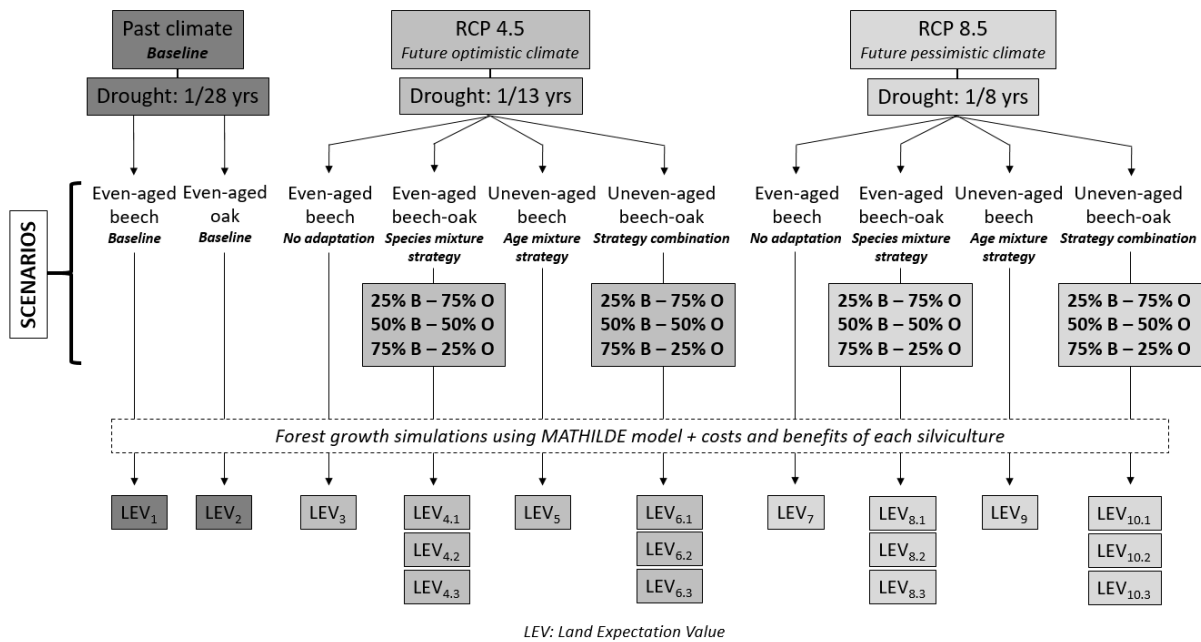 Past climate
Baseline
RCP 4.5
Future optimistic climate
RCP 8.5
Future pessimistic climate
Drought: 1/28 yrs
Drought: 1/13 yrs
Drought: 1/8 yrs
SCENARIOS
Even-aged
beech
Baseline
Even-aged
oak
Baseline
Even-aged
beech
No adaptation
Even-aged
beech-oak
Species mixture
strategy
Uneven-aged
beech
Age mixture
strategy
Uneven-aged
beech-oak
Strategy combination
Even-aged
beech
No adaptation
Even-aged
beech-oak
Species mixture
strategy
Uneven-aged
beech
Age mixture
strategy
Uneven-aged
beech-oak
Strategy combination
25% B – 75% O
50% B – 50% O
75% B – 25% O
25% B – 75% O
50% B – 50% O
75% B – 25% O
25% B – 75% O
50% B – 50% O
75% B – 25% O
25% B – 75% O
50% B – 50% O
75% B – 25% O
Forest growth simulations using MATHILDE model + costs and benefits of each silviculture
LEV1
LEV2
LEV3
LEV4.1
LEV4.2
LEV4.3
LEV5
LEV6.1
LEV6.2
LEV6.3
LEV7
LEV8.1
LEV8.2
LEV8.3
LEV9
LEV10.1
LEV10.2
LEV10.3
LEV: Land Expectation Value